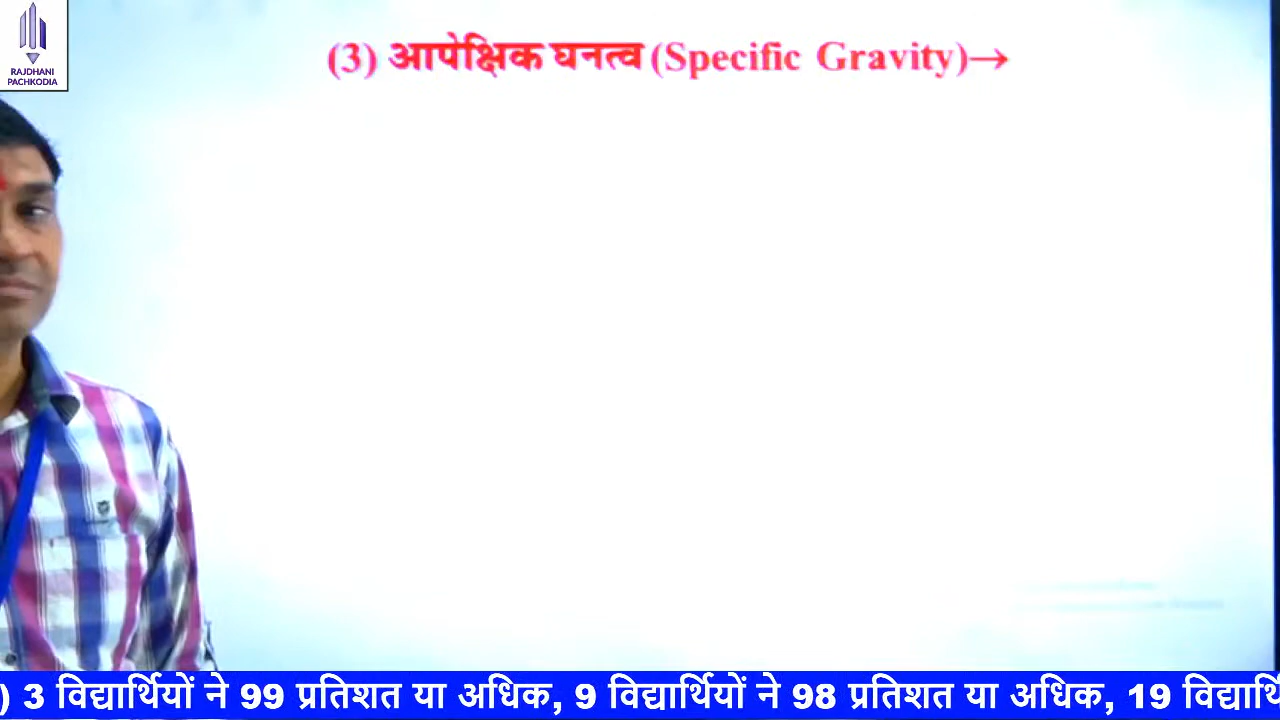 RAJDHANI
PACHKODIA
(3) आपेक्षिक घनत्व (Specific Gravity)→
) 3 विद्यार्थियों ने 99 प्रतिशत या अधिक, 9 विद्यार्थियों ने 98 प्रतिशत या अधिक, 19